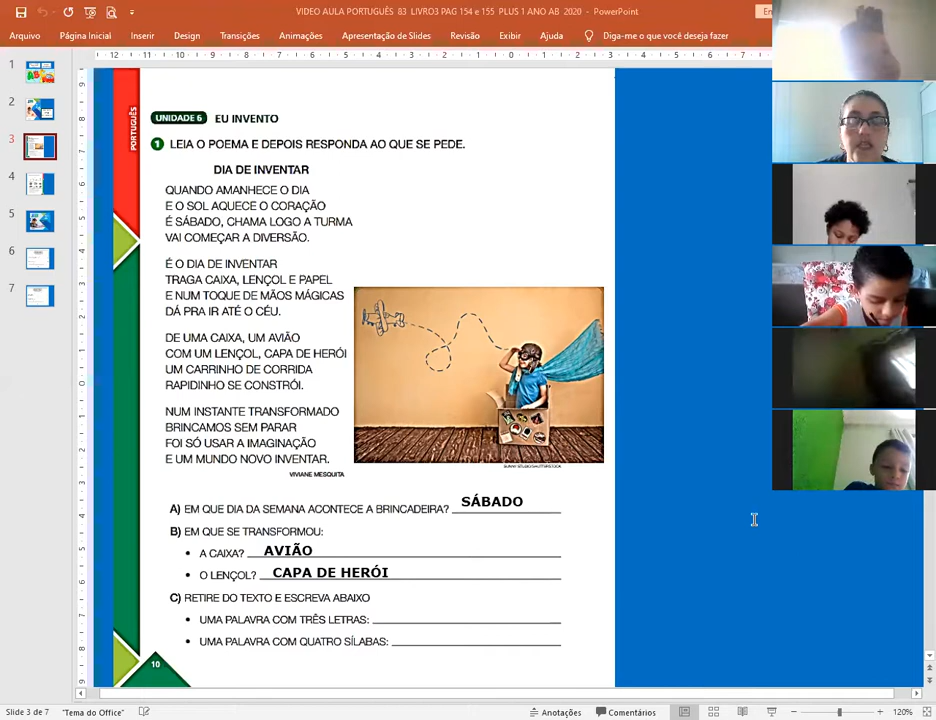 VIDEO AULA PORTUGUÊS 83 LIVRO3 PAG 154 e 155 PLUS 1 ANO AB 2020 - PowerPoint
Arquivo Página Inicial Inserir Design Transições Animações Apresentação de Slides Revisão Exibir Ajuda Diga-me o que você deseja fazer
PORTUGUÊS
UNIDADE 6 EU INVENTO
1 LEIA O POEMA E DEPOIS RESPONDA AO QUE SE PEDE.
DIA DE INVENTAR
QUANDO AMANHECE O DIA
E O SOL AQUECE O CORAÇÃO
É SÁBADO, CHAMA LOGO A TURMA
VAI COMEÇAR A DIVERSÃO.
É O DIA DE INVENTAR
TRAGA CAIXA, LENÇOL E PAPEL
E NUM TOQUE DE MÃOS MÁGICAS
DÁ PRA IR ATÉ O CÉU.
DE UMA CAIXA, UM AVIÃO
COM UM LENÇOL, CAPA DE HERÓI
UM CARRINHO DE CORRIDA
RAPIDINHO SE CONSTRÓI.
NUM INSTANTE TRANSFORMADO
BRINCAMOS SEM PARAR
FOI SÓ USAR A IMAGINAÇÃO
E UM MUNDO NOVO INVENTAR.
VIVIANE MESQUITA
A) EM QUE DIA DA SEMANA ACONTECE A BRINCADEIRA? SÁBADO
B) EM QUE SE TRANSFORMOU:
• A CAIXA? AVIÃO
• O LENÇOL? CAPA DE HERÓI
C) RETIRE DO TEXTO E ESCREVA ABAIXO
• UMA PALAVRA COM TRÊS LETRAS:
• UMA PALAVRA COM QUATRO SÍLABAS:
10
1
2
3
4
5
6
7
Slide 3 de 7 "Tema do Office" Anotações Comentários 120%